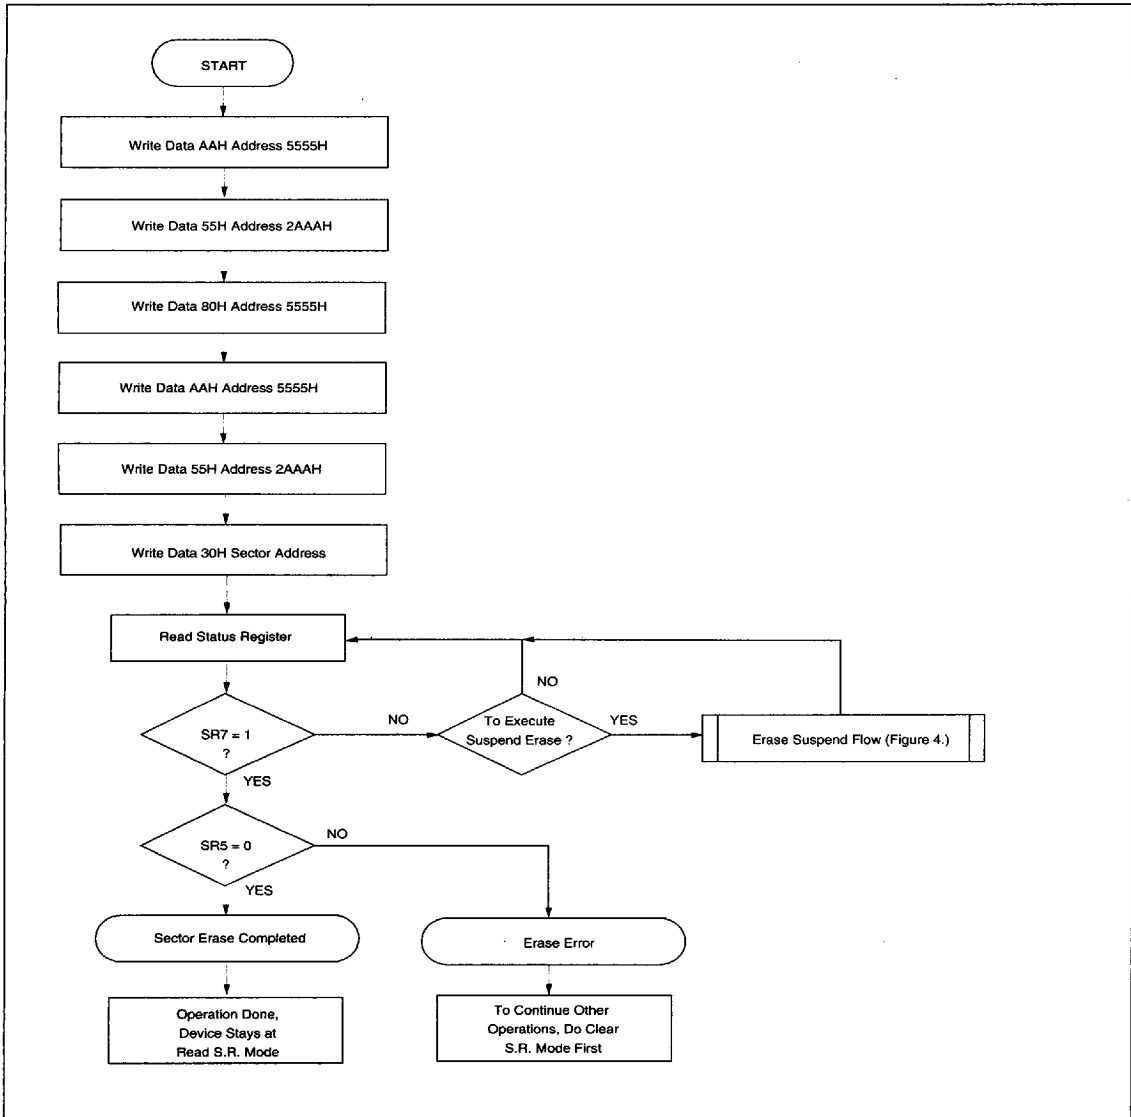 START
Write Data AAH Address 5555H
Write Data 55H Address 2AAAH
Write Data 80H Address 5555H
Write Data AAH Address 5555H
Write Data 55H Address 2AAAH
Write Data 30H Sector Address
Read Status Register
NO
SR7 = 1
?
NO
To Execute
Suspend Erase ?
YES
Erase Suspend Flow (Figure 4.)
YES
SR5 = 0
?
NO
YES
Sector Erase Completed
Erase Error
Operation Done,
Device Stays at
Read S.R. Mode
To Continue Other
Operations, Do Clear
S.R. Mode First